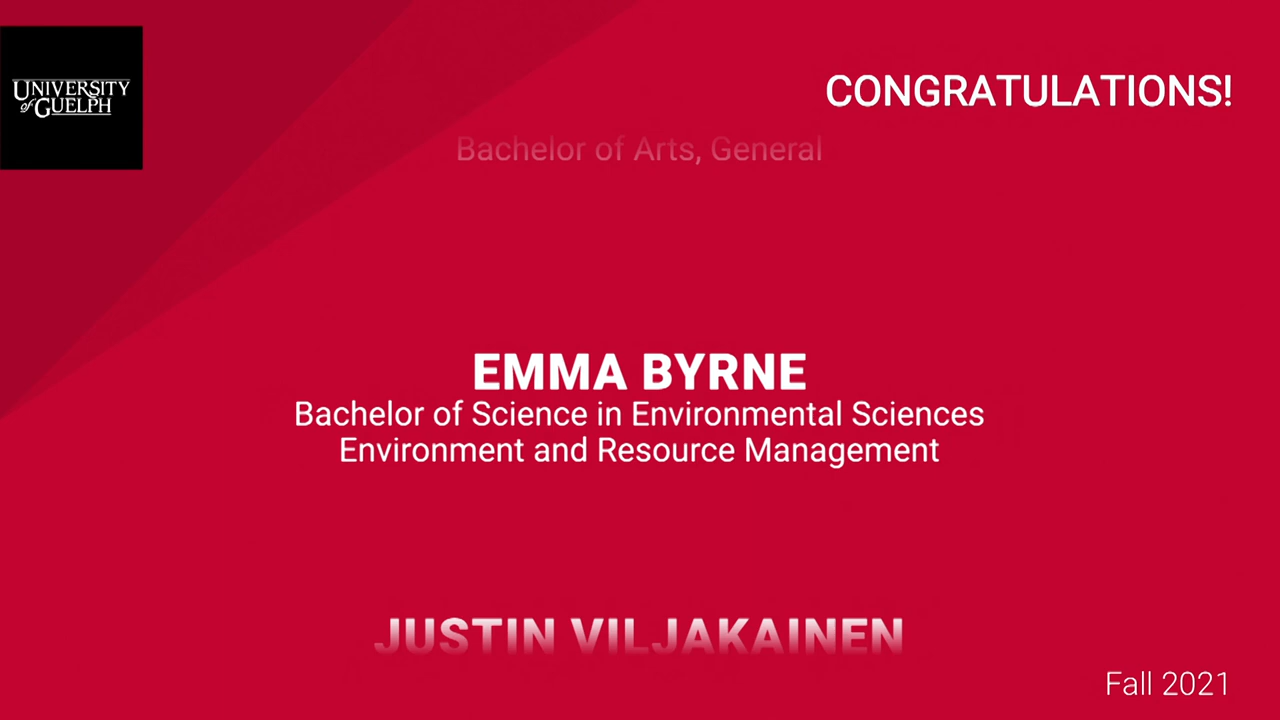 UNIVERSITY
of GUELPH
CONGRATULATIONS!
Bachelor of Arts, General
EMMA BYRNE
Bachelor of Science in Environmental Sciences
Environment and Resource Management
JUSTIN VILJAKAINEN
Fall 2021